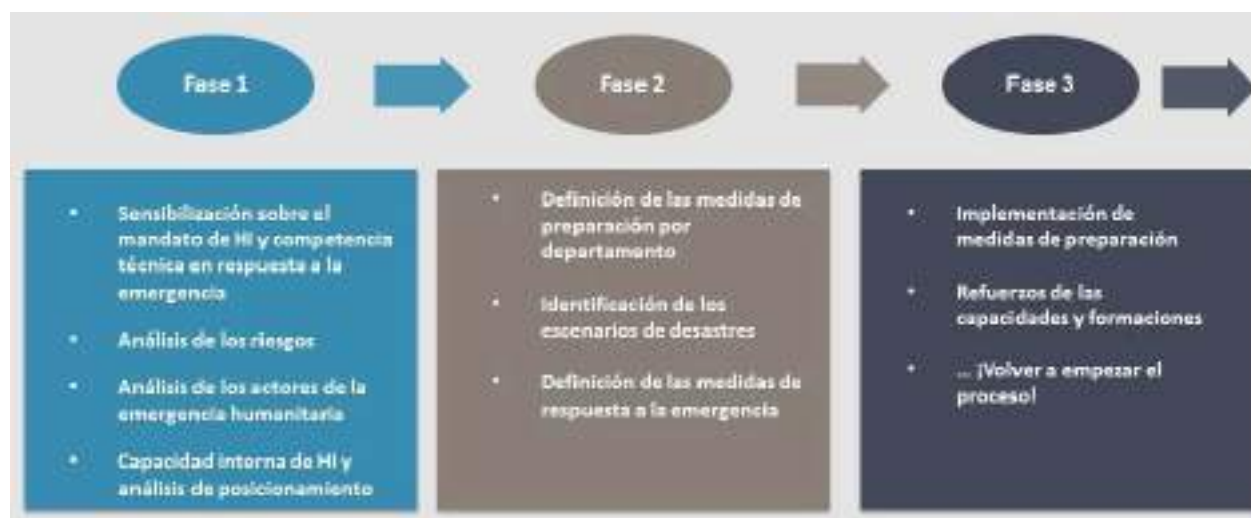 Fase 1
Fase 2
Fase 3
• Sensibilización sobre el
mandato de HI y competencia
técnica en respuesta a la
emergencia
• Análisis de los riesgos
• Análisis de los actores de la
emergencia humanitaria
• Capacidad interna de HI y
análisis de posicionamiento
• Definición de las medidas de
preparación por
departamento
• Identificación de los
escenarios de desastres
• Definición de las medidas de
respuesta a la emergencia
• Implementación de
medidas de preparación
• Refuerzos de las
capacidades y formaciones
• ... ¡Volver a empezar el
proceso!